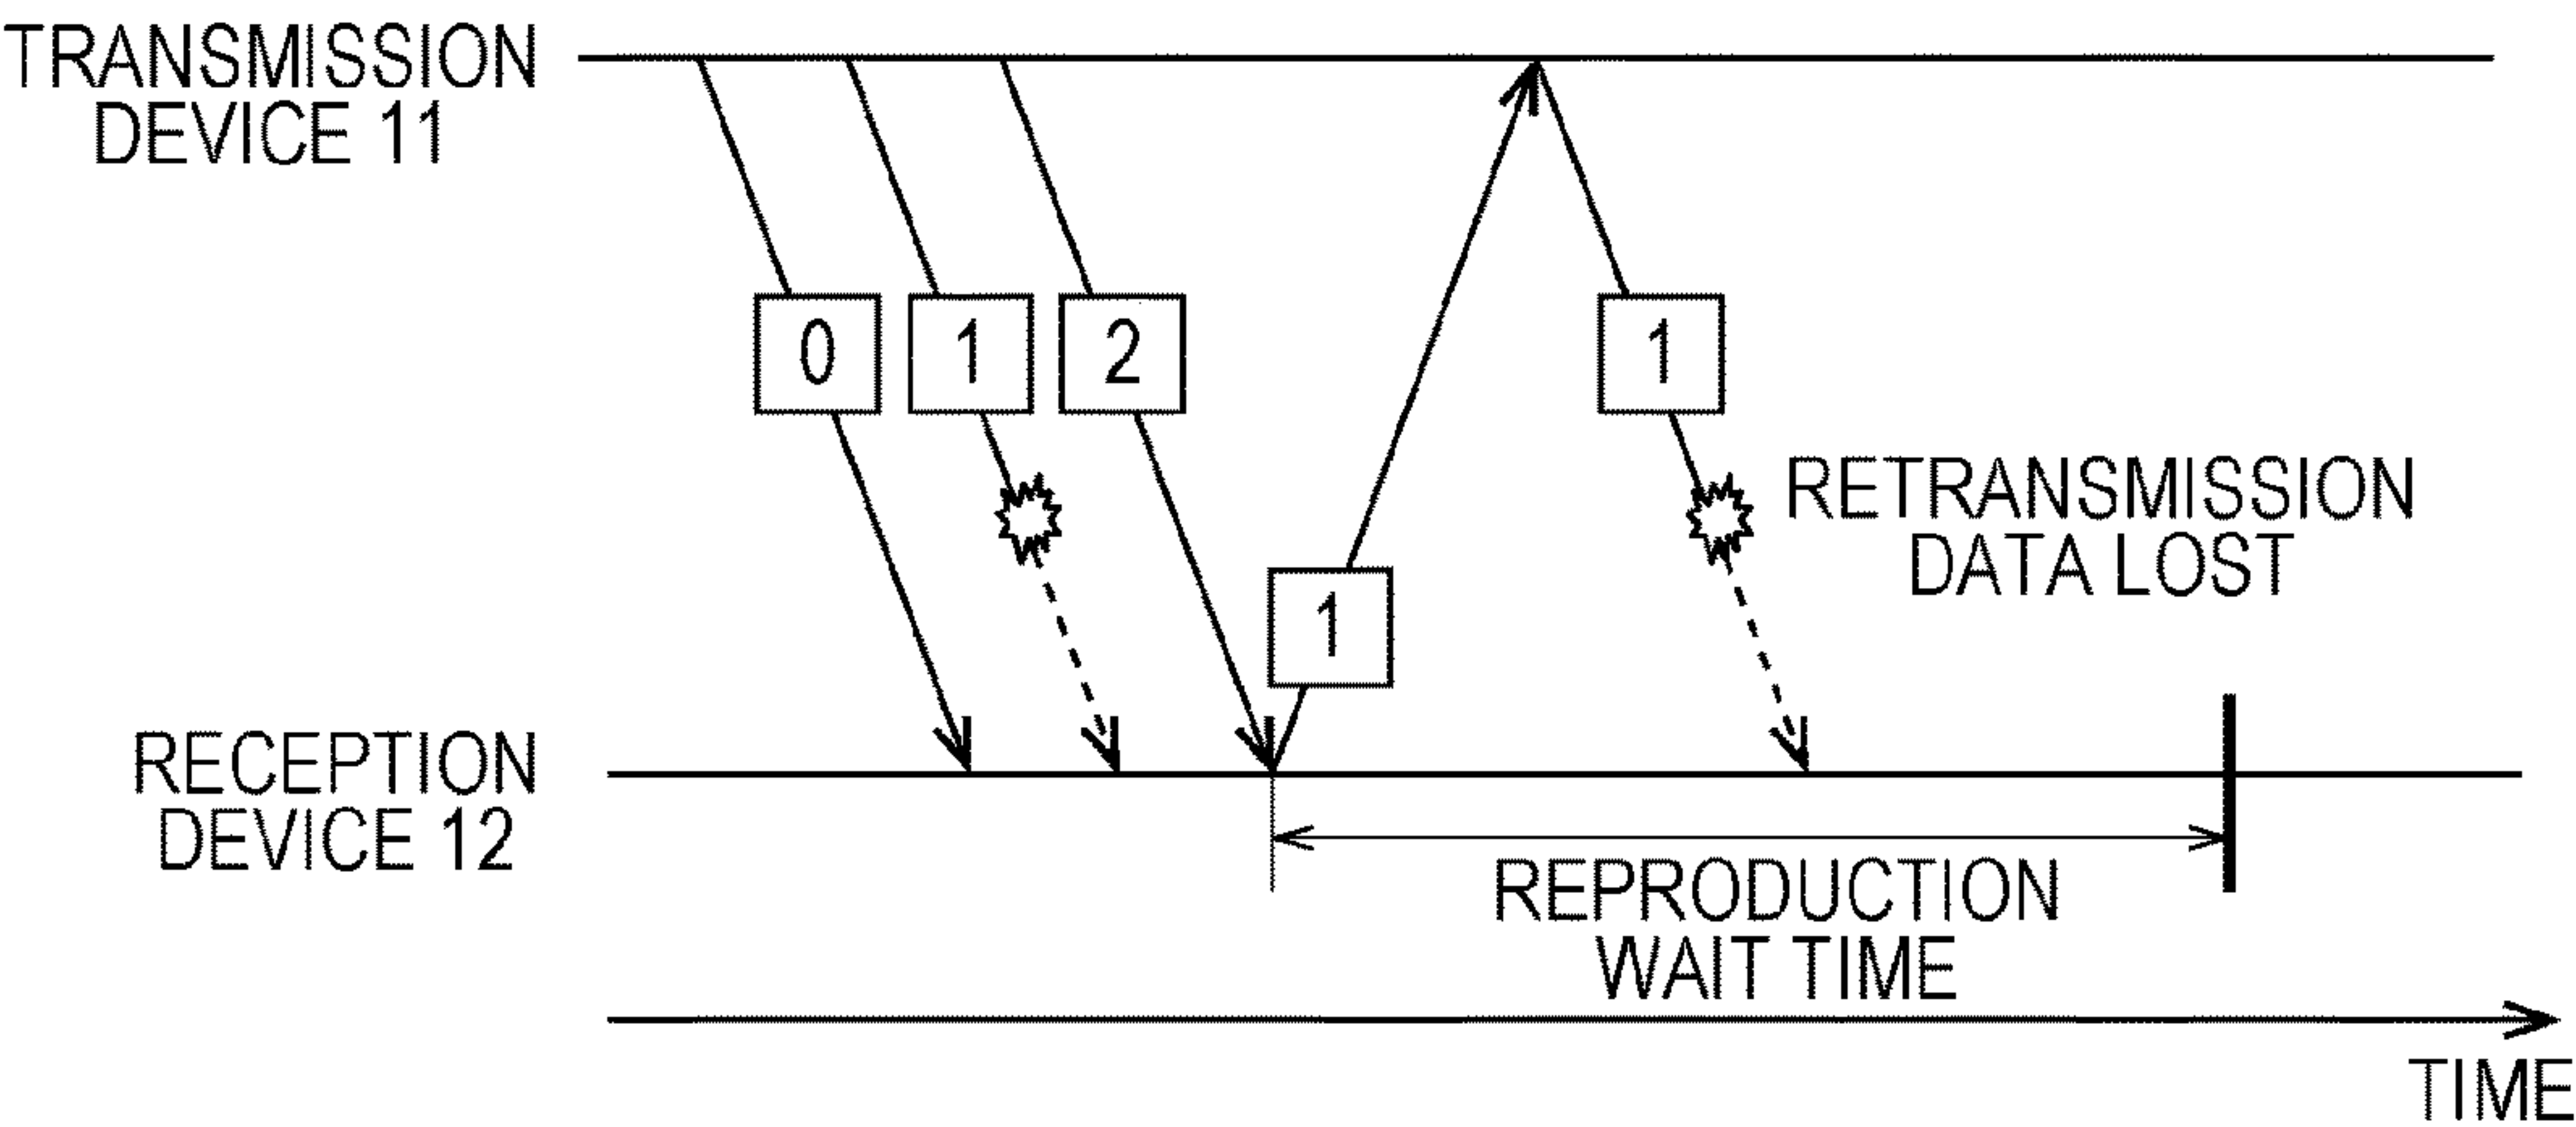 TRANSMISSION
DEVICE 11
0
1
2
1
1
RETRANSMISSION
DATA LOST
RECEPTION
DEVICE 12
REPRODUCTION
WAIT TIME
TIME